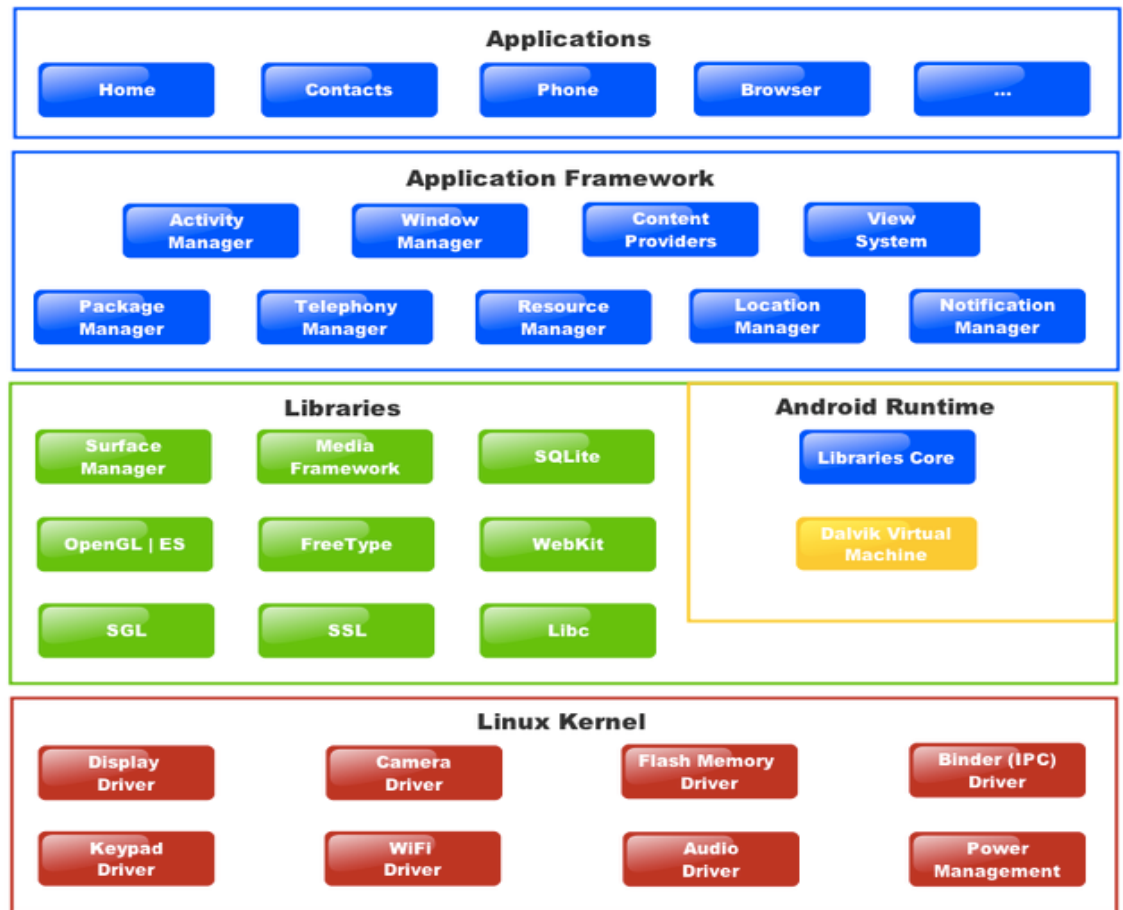 Applications
Home
Contacts
Phone
Browser
...
Application Framework
Activity
Manager
Window
Manager
Content
Providers
View
System
Package
Manager
Telephony
Manager
Resource
Manager
Location
Manager
Notification
Manager
Libraries
Surface
Manager
Media
Framework
SQLite
OpenGL | ES
FreeType
WebKit
SGL
SSL
Libc
Android Runtime
Libraries Core
Dalvik Virtual
Machine
Linux Kernel
Display
Driver
Camera
Driver
Flash Memory
Driver
Binder (IPC)
Driver
Keypad
Driver
WiFi
Driver
Audio
Driver
Power
Management